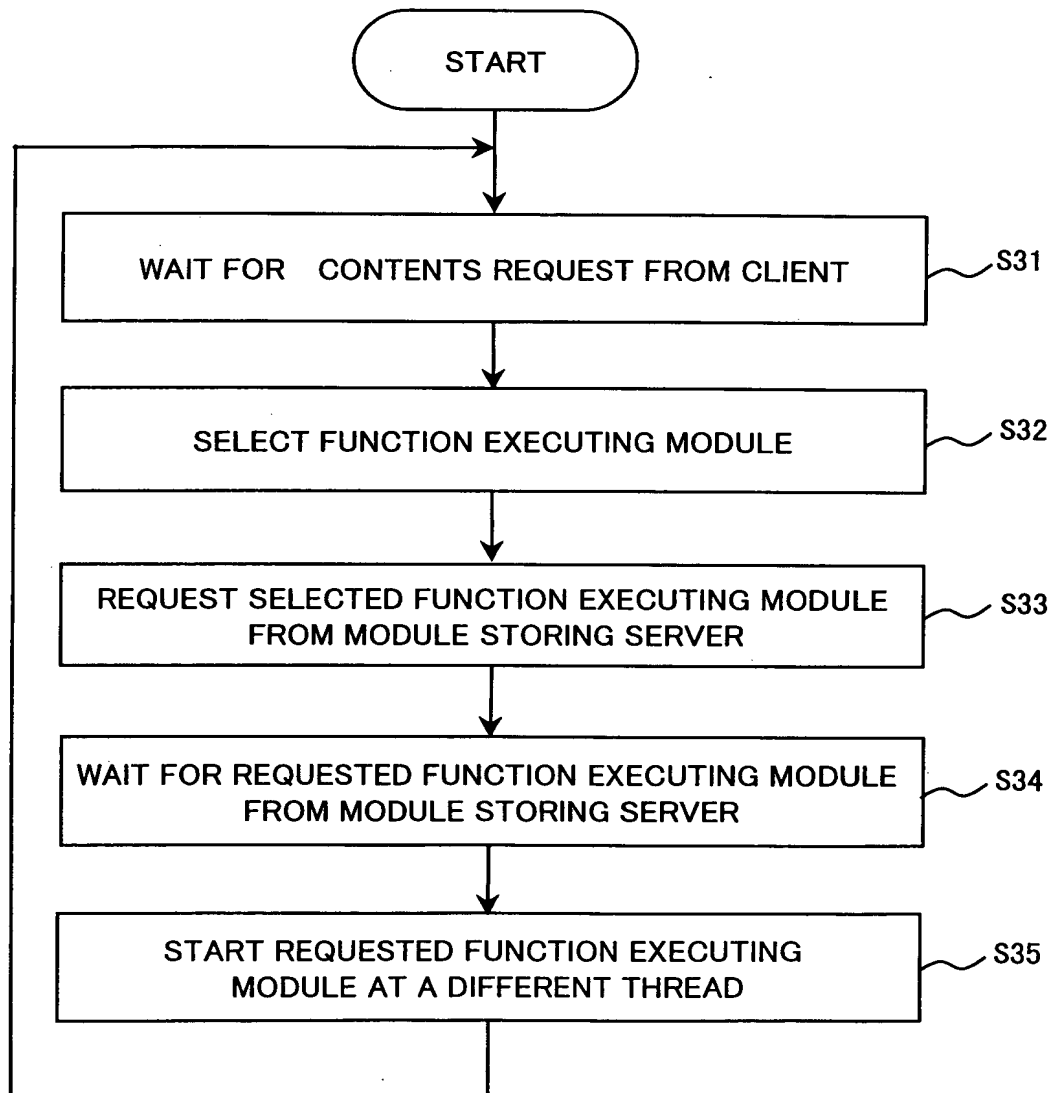 START
WAIT FOR CONTENTS REQUEST FROM CLIENT
S31
SELECT FUNCTION EXECUTING MODULE
S32
REQUEST SELECTED FUNCTION EXECUTING MODULE
FROM MODULE STORING SERVER
S33
WAIT FOR REQUESTED FUNCTION EXECUTING MODULE
FROM MODULE STORING SERVER
S34
START REQUESTED FUNCTION EXECUTING
MODULE AT A DIFFERENT THREAD
S35